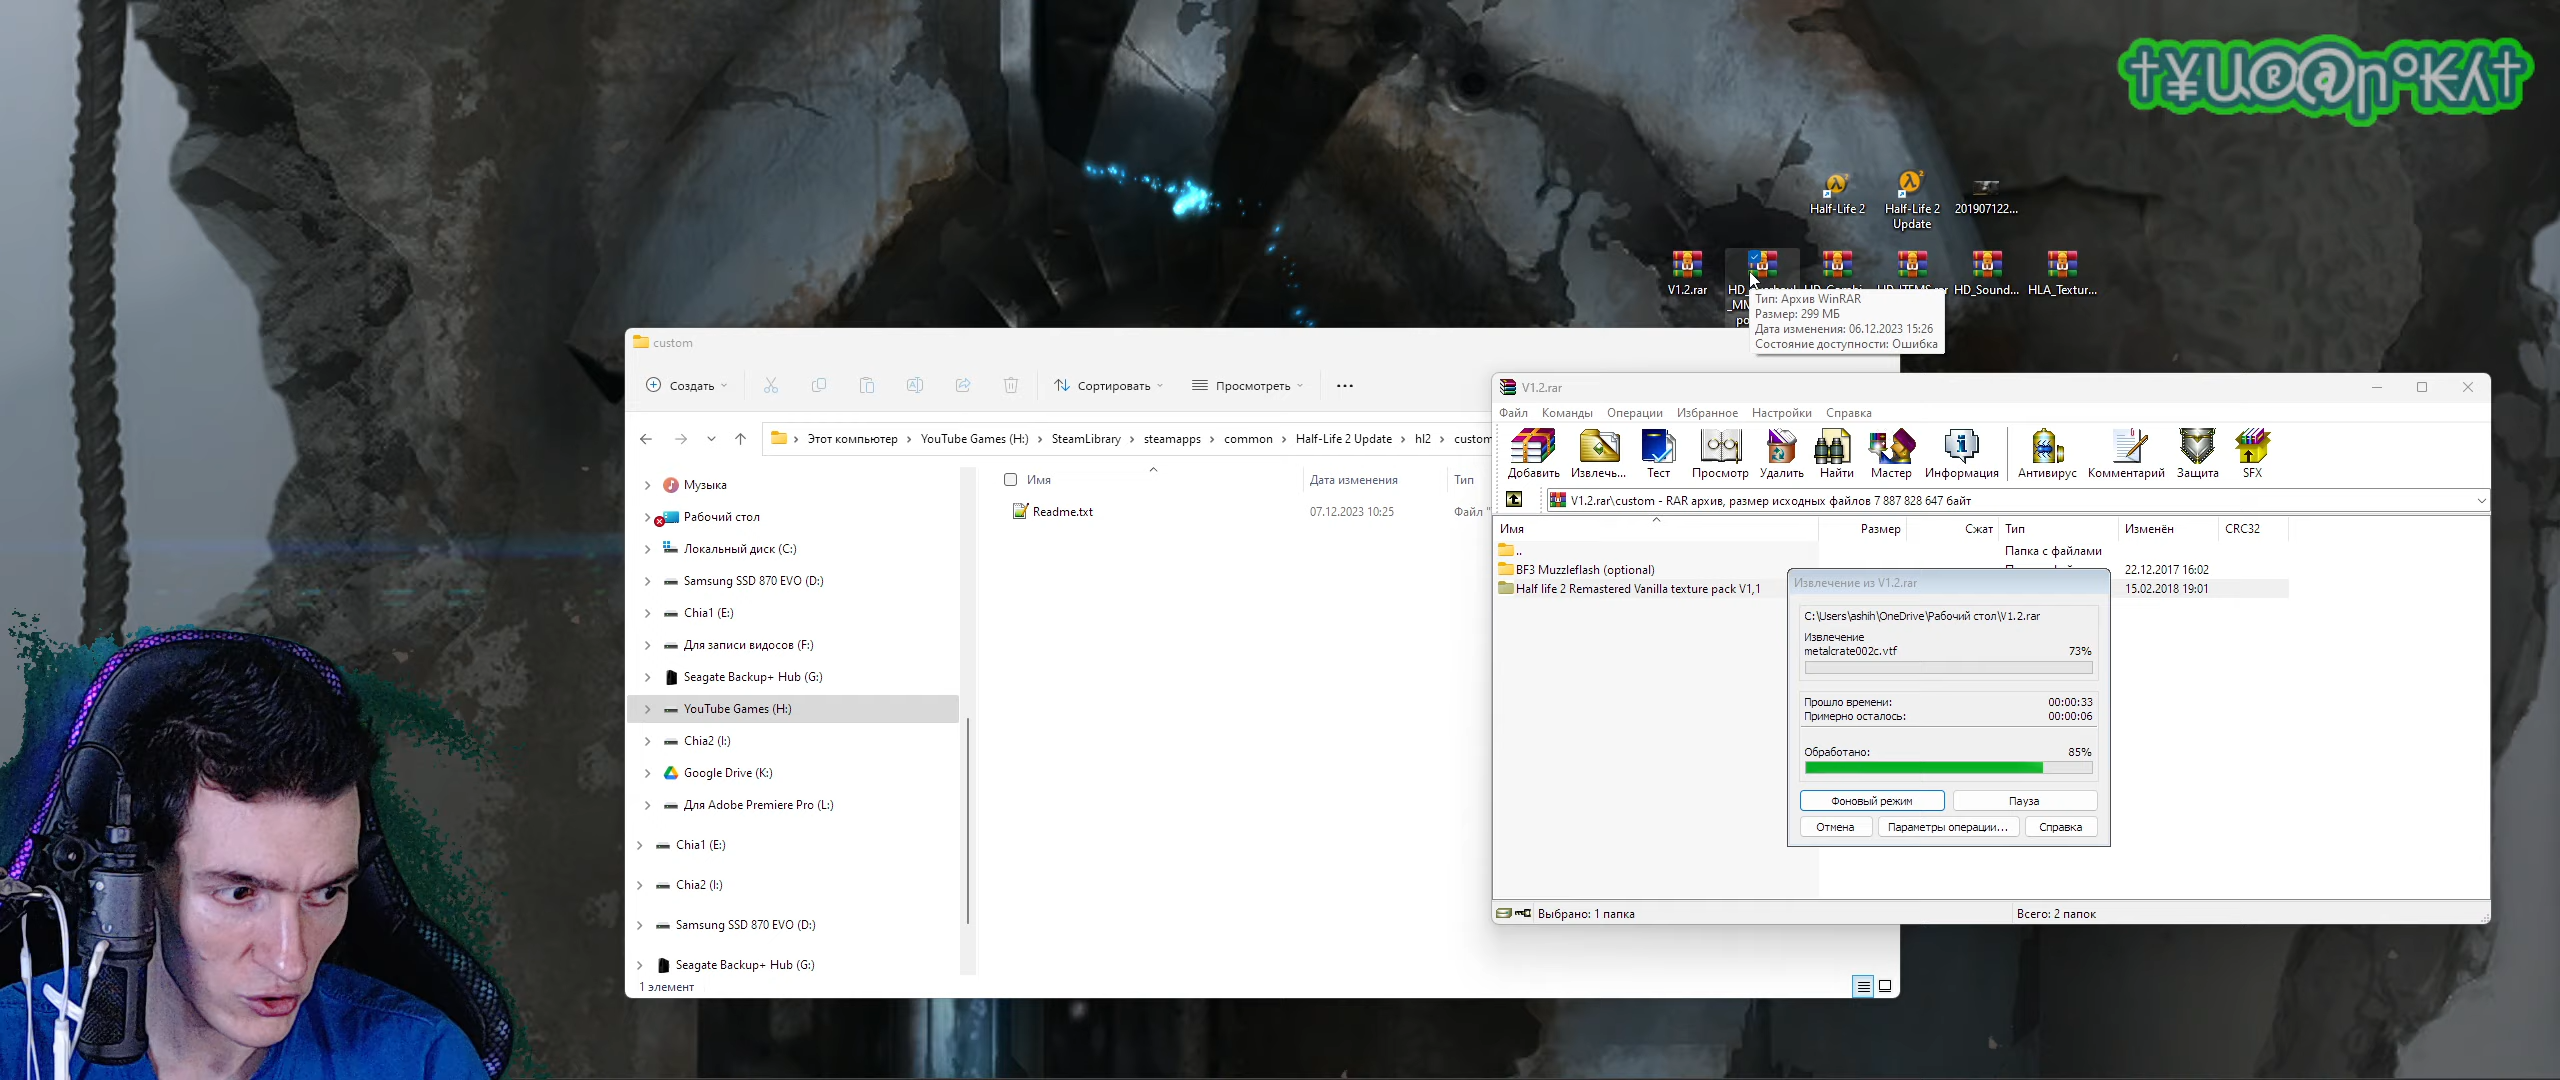 †¥UR@n°KΛ†
Half-Life 2
Half-Life 2
Update
201907122...
V1.2.rar
HD_Sound...
HLA_Textur...
Тип: Архив WinRAR
Размер: 299 МБ
Дата изменения: 06.12.2023 15:26
Состояние доступности: Ошибка
custom
Создать
Сортировать
Просмотреть
Этот компьютер > YouTube Games (H:) > SteamLibrary > steamapps > common > Half-Life 2 Update > hl2 > custom
Имя
Дата изменения
Тип
Readme.txt
07.12.2023 10:25
Файл "
Музыка
Рабочий стол
Локальный диск (C:)
Samsung SSD 870 EVO (D:)
Chia1 (E:)
Для записи видосов (F:)
Seagate Backup+ Hub (G:)
YouTube Games (H:)
Chia2 (I:)
Google Drive (K:)
Для Adobe Premiere Pro (L:)
Chia1 (E:)
Chia2 (I:)
Samsung SSD 870 EVO (D:)
Seagate Backup+ Hub (G:)
1 элемент
V1.2.rar
Файл Команды Операции Избранное Настройки Справка
Добавить Извлечь... Тест Просмотр Удалить Найти Мастер Информация Антивирус Комментарий Защита SFX
V1.2.rar\custom - RAR архив, размер исходных файлов 7 887 828 647 байт
Имя Размер Сжат Тип Изменён CRC32
.. Папка с файлами
BF3 Muzzleflash (optional) 22.12.2017 16:02
Half life 2 Remastered Vanilla texture pack V1,1 15.02.2018 19:01
Извлечение из V1.2.rar
C:\Users\ashih\OneDrive\Рабочий стол\V1.2.rar
Извлечение
metalcrate002c.vtf 73%
Прошло времени: 00:00:33
Примерно осталось: 00:00:06
Обработано: 85%
Фоновый режим
Пауза
Отмена
Параметры операции...
Справка
Выбрано: 1 папка
Всего: 2 папок